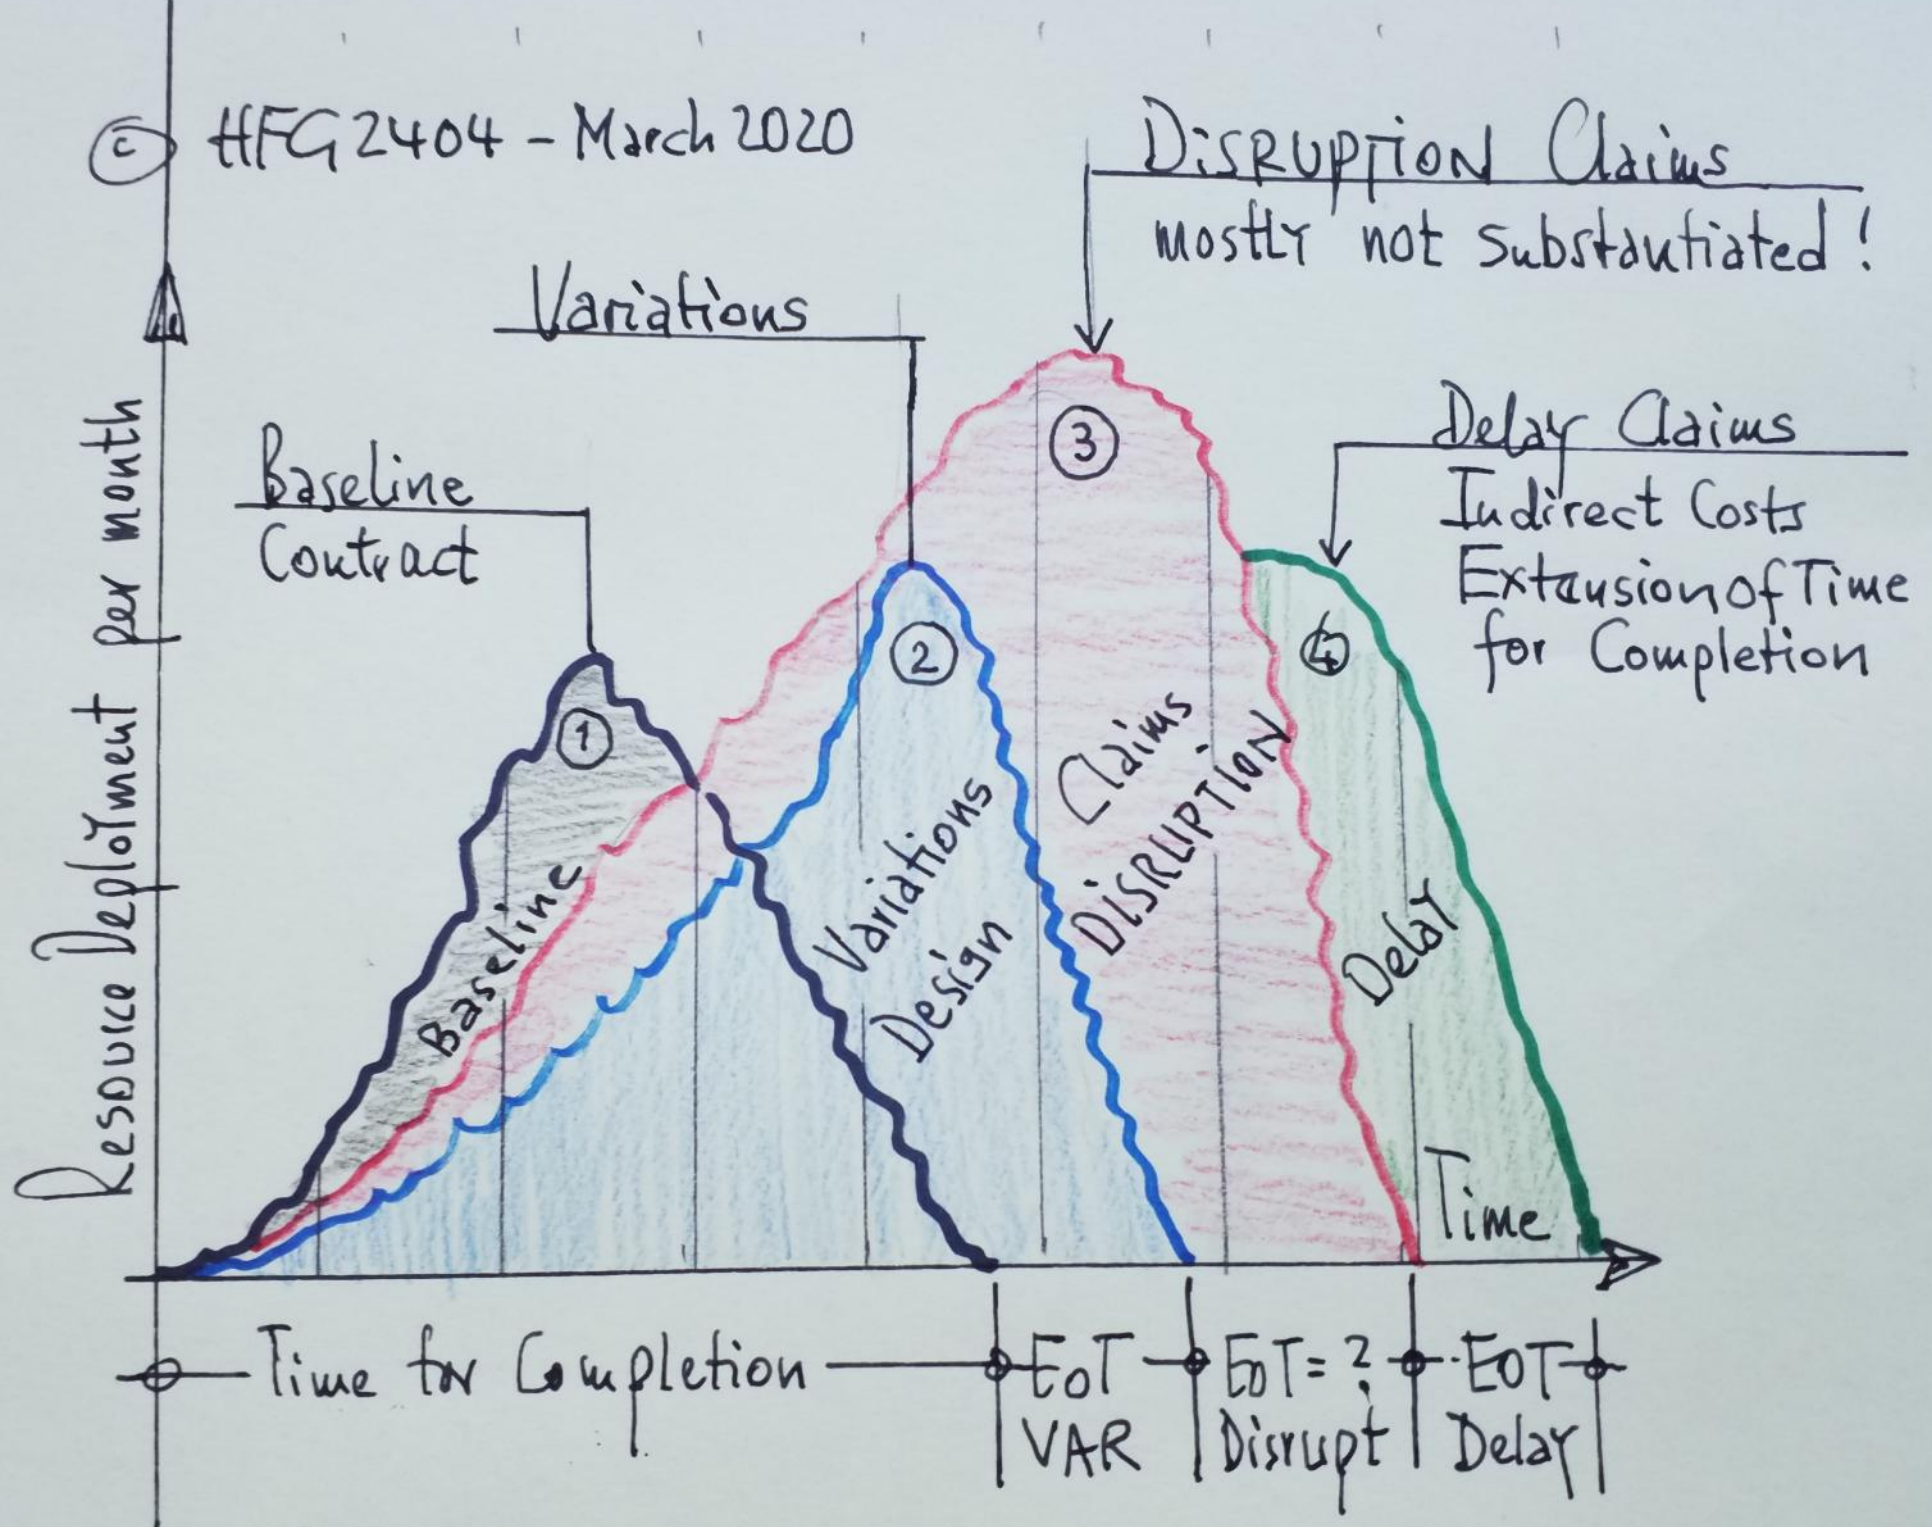 © HFG2404 - March 2020
DISRUPTION Claims
mostly not substantiated!
Variations
Delay Claims
Indirect Costs
Extension of Time
for Completion
Baseline
Contract
Resource Deployment per month
1
2
3
4
Baseline
Variations
Design
Claims
DISRUPTION
Delay
Time
Time for Completion
EoT
VAR
EoT = ?
Disrupt
EoT
Delay